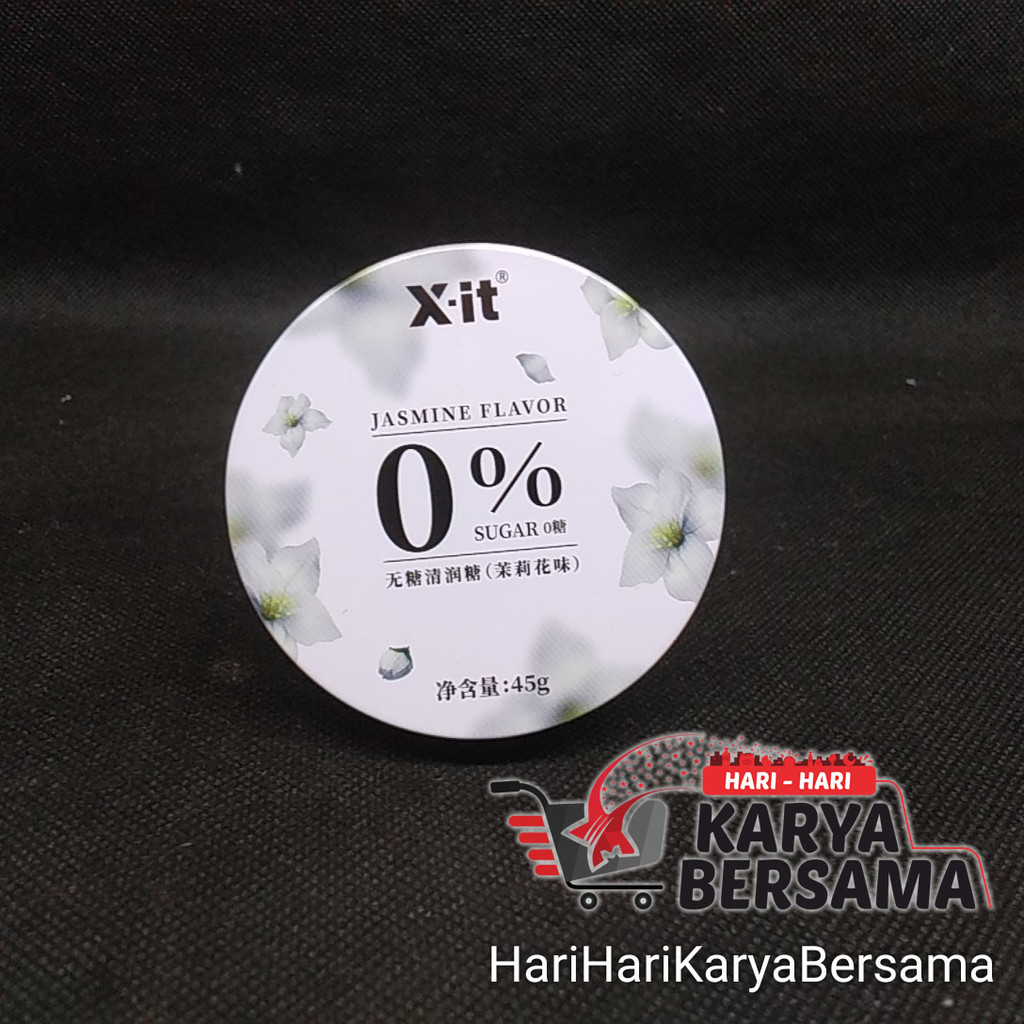 X-it®
JASMINE FLAVOR
0%
SUGAR 0糖
无糖清润糖(茉莉花味)
净含量:45g
HARI - HARI
KARYA
BERSAMA
HariHariKaryaBersama